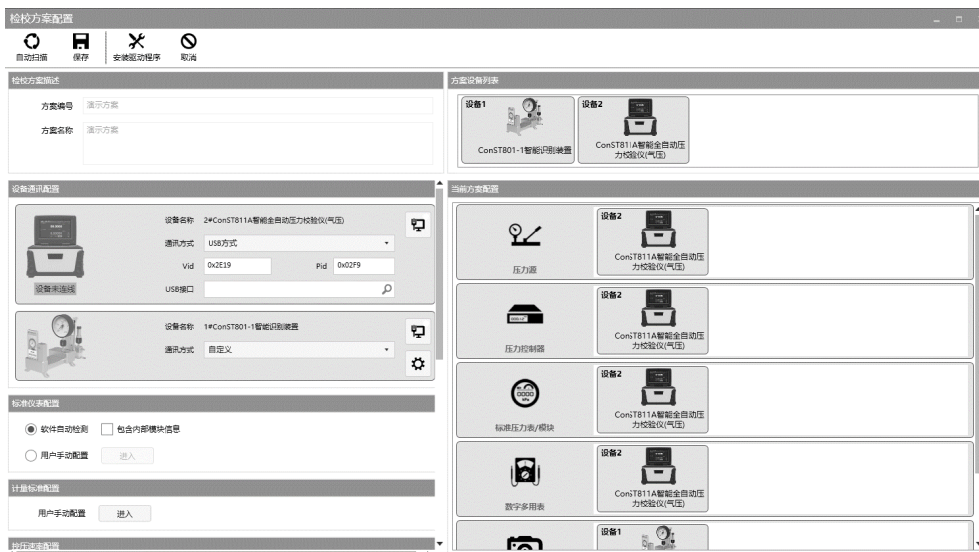 检校方案配置
自动扫描 保存 安装驱动程序 取消
检校方案描述
方案编号 演示方案
方案名称 演示方案
方案设备列表
设备1
ConST801-1智能识别装置
设备2
ConST811A智能全自动压
力校验仪(气压)
设备通讯配置
设备名称 2#ConST811A智能全自动压力校验仪(气压)
通讯方式 USB方式
Vid 0x2E19 Pid 0x02F9
设备未连线
USB接口
设备名称 1#ConST801-1智能识别装置
通讯方式 自定义
标准仪表配置
软件自动检测 包含内部模块信息
用户手动配置 进入
计量标准配置
用户手动配置 进入
检压速率配置
当前方案配置
压力源
设备2
ConST811A智能全自动压
力校验仪(气压)
压力控制器
设备2
ConST811A智能全自动压
力校验仪(气压)
标准压力表/模块
设备2
ConST811A智能全自动压
力校验仪(气压)
数字多用表
设备2
ConST811A智能全自动压
力校验仪(气压)
设备1